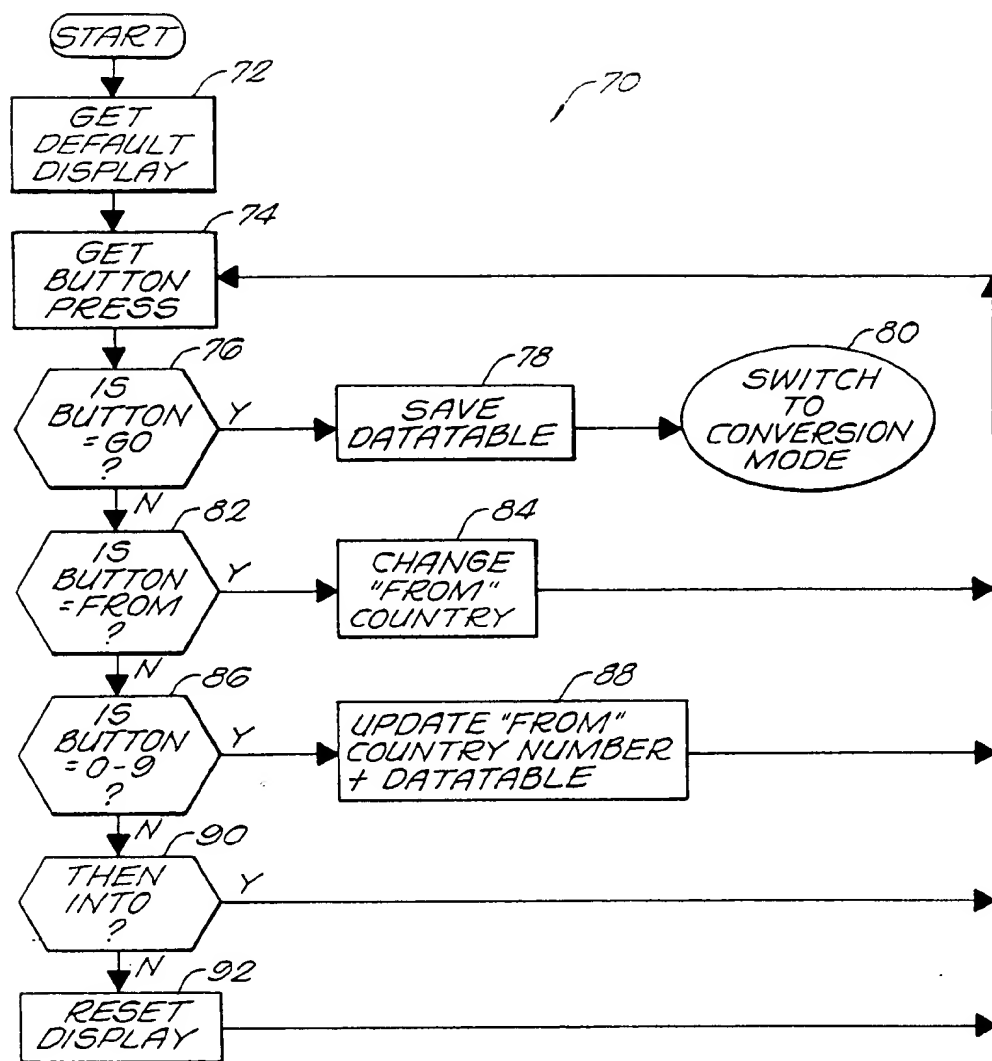 START
72
70
GET
DEFAULT
DISPLAY
74
GET
BUTTON
PRESS
76
IS
BUTTON
=GO
?
Y
78
SAVE
DATATABLE
80
SWITCH
TO
CONVERSION
MODE
N
82
IS
BUTTON
=FROM
?
Y
84
CHANGE
"FROM"
COUNTRY
N
86
IS
BUTTON
=0-9
?
Y
88
UPDATE "FROM"
COUNTRY NUMBER
+ DATATABLE
N
90
THEN
INTO
?
Y
N
92
RESET
DISPLAY